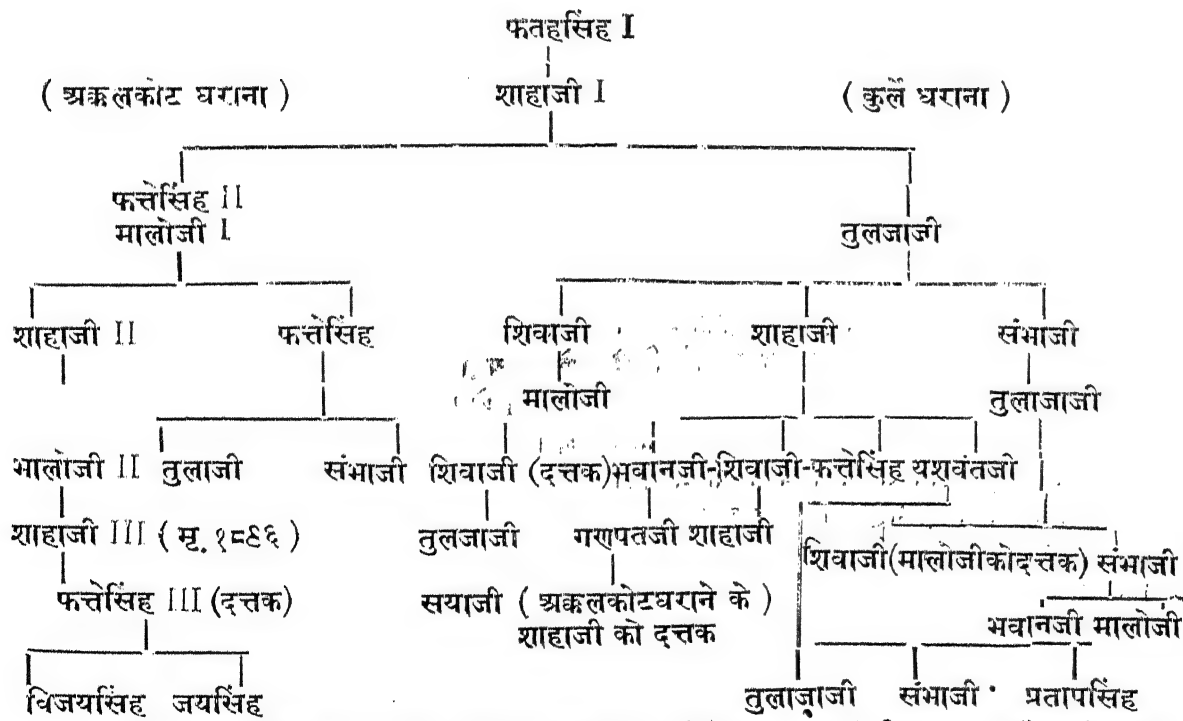 फतहसिंह I
(अक्कलकोट घराना) शाहाजी I (कुर्ले घराना)
फत्तेसिंह II
मालोजी I तुलजाजी
शाहाजी II फत्तेसिंह शिवाजी शाहाजी संभाजी
मालोजी तुलाजाजी
भालोजी II तुलाजी संभाजी शिवाजी (दत्तक) भवानजी-शिवाजी-फत्तेसिंह यशवंतजी
शाहाजी III (मृ. १८९६) तुलजाजी गणपतजी शाहाजी शिवाजी (मालोजीकोदत्तक) संभाजी
फत्तेसिंह III (दत्तक) सयाजी (अक्कलकोटघराने के)
शाहाजी को दत्तक भवानजी मालोजी
विजयसिंह जयसिंह तुलाजाजी संभाजी प्रतापसिंह